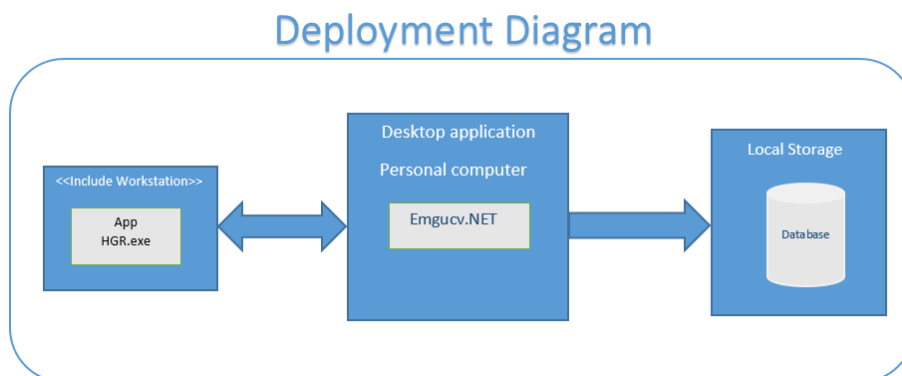 Deployment Diagram
<<Include Workstation>>
App
HGR.exe
Desktop application
Personal computer
Emgucv.NET
Local Storage
Database